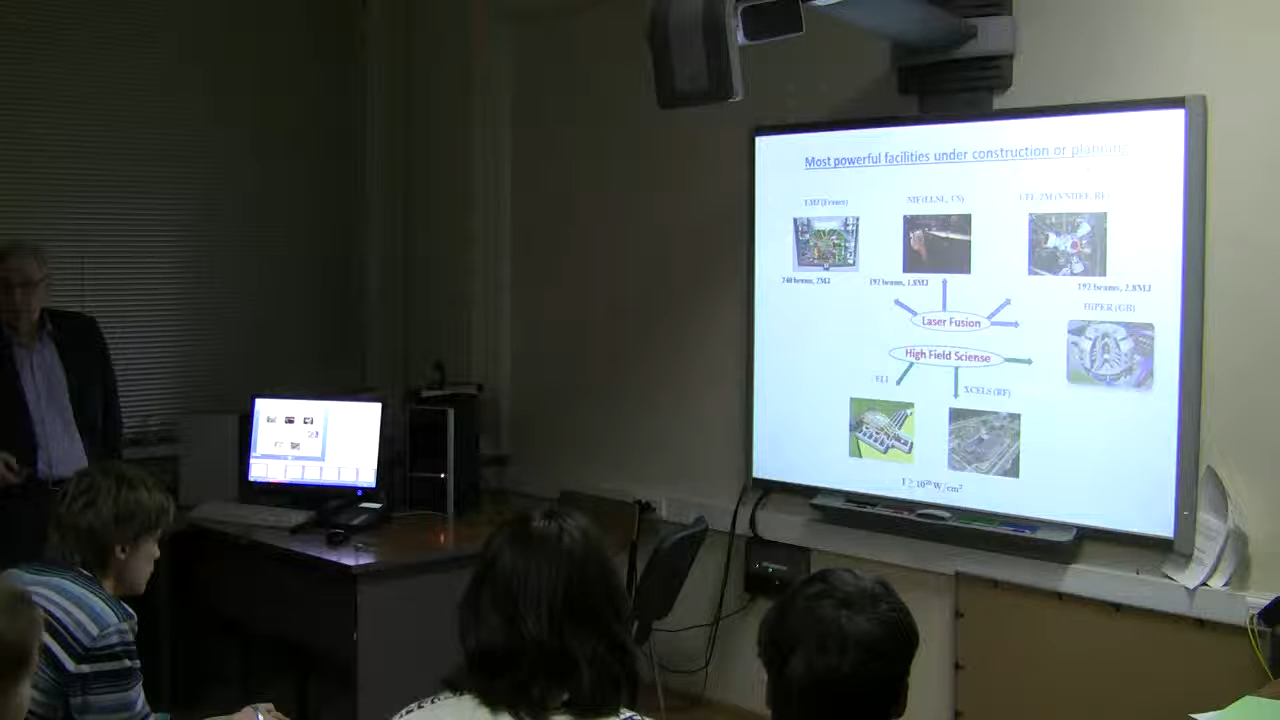 Most powerful facilities under construction or planning
LMJ (France)
NIF (LLNL, US)
240 beams, 2MJ
192 beams, 1.8MJ
192 beams, 2.8MJ
HiPER (GB)
Laser Fusion
High Field Sciense
ELI
XCELS (RF)
W/cm²